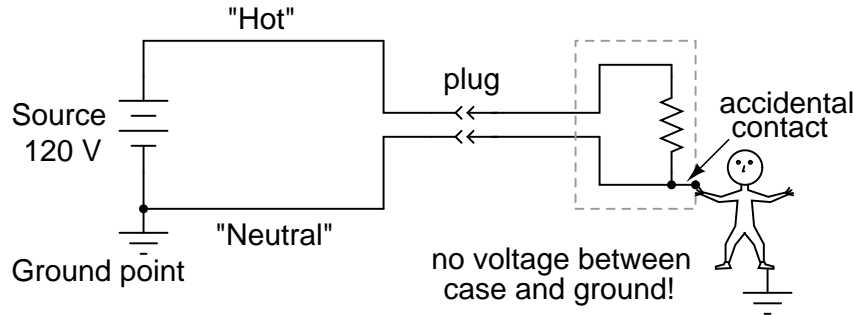 "Hot"
plug
Source
120 V
accidental
contact
"Neutral"
Ground point
no voltage between
case and ground!